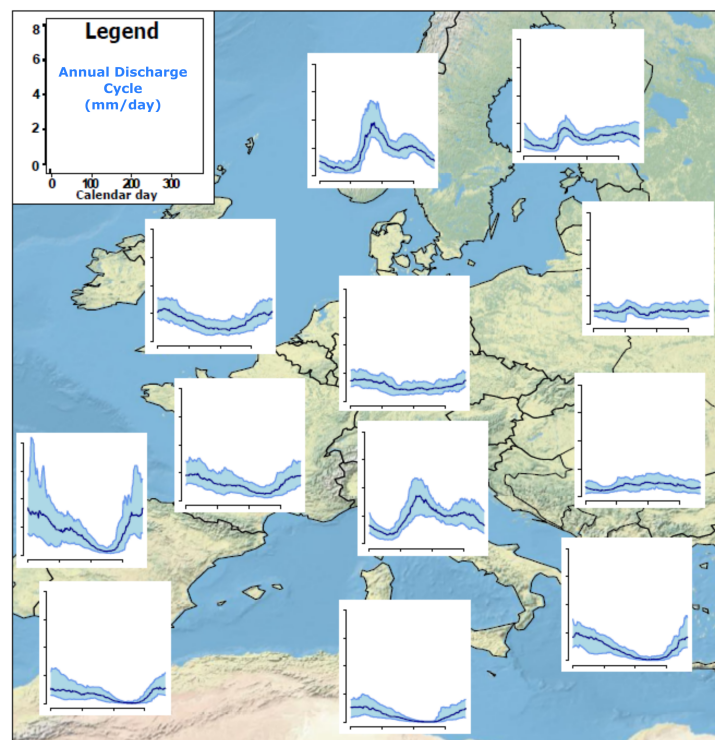 Legend
Annual Discharge
Cycle
(mm/day)
8
6
4
2
0
0 100 200 300
Calendar day